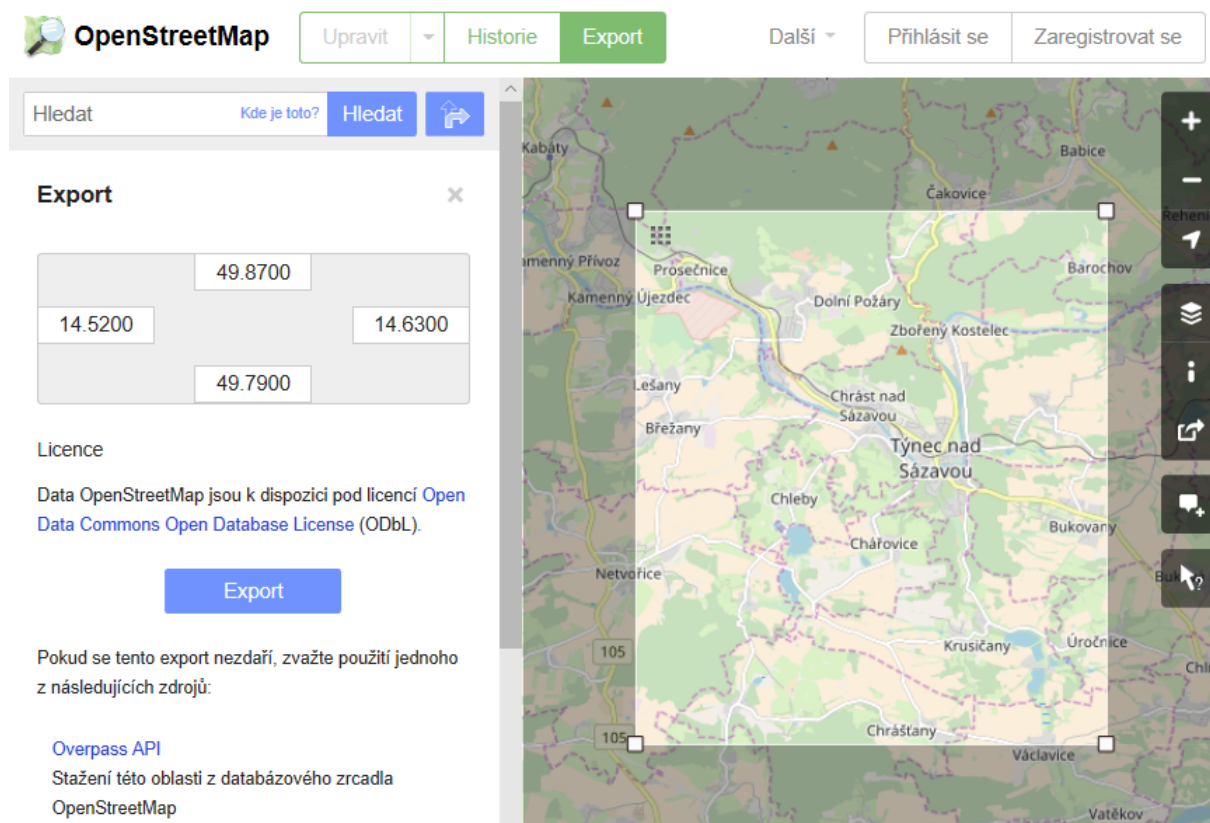 OpenStreetMap
Upravit
Historie
Export
Další
Přihlásit se
Zaregistrovat se
Hledat
Kde je toto?
Hledat
Export
×
49.8700
14.5200
14.6300
49.7900
Licence
Data OpenStreetMap jsou k dispozici pod licencí Open
Data Commons Open Database License (ODbL).
Export
Pokud se tento export nezdaří, zvažte použití jednoho
z následujících zdrojů:
Overpass API
Stažení této oblasti z databázového zrcadla
OpenStreetMap
Kabáty
Babice
Čakovice
Prosečnice
Barochov
Kamenný Újezdec
Dolní Požáry
Zbořený Kostelec
Lešany
Chrást nad
Sázavou
Břežany
Týnec nad
Sázavou
Chleby
Bukovany
Chářovice
Netvořice
105
Krusičany
Úročnice
105
Chrášťany
Václavice
Vatěkov